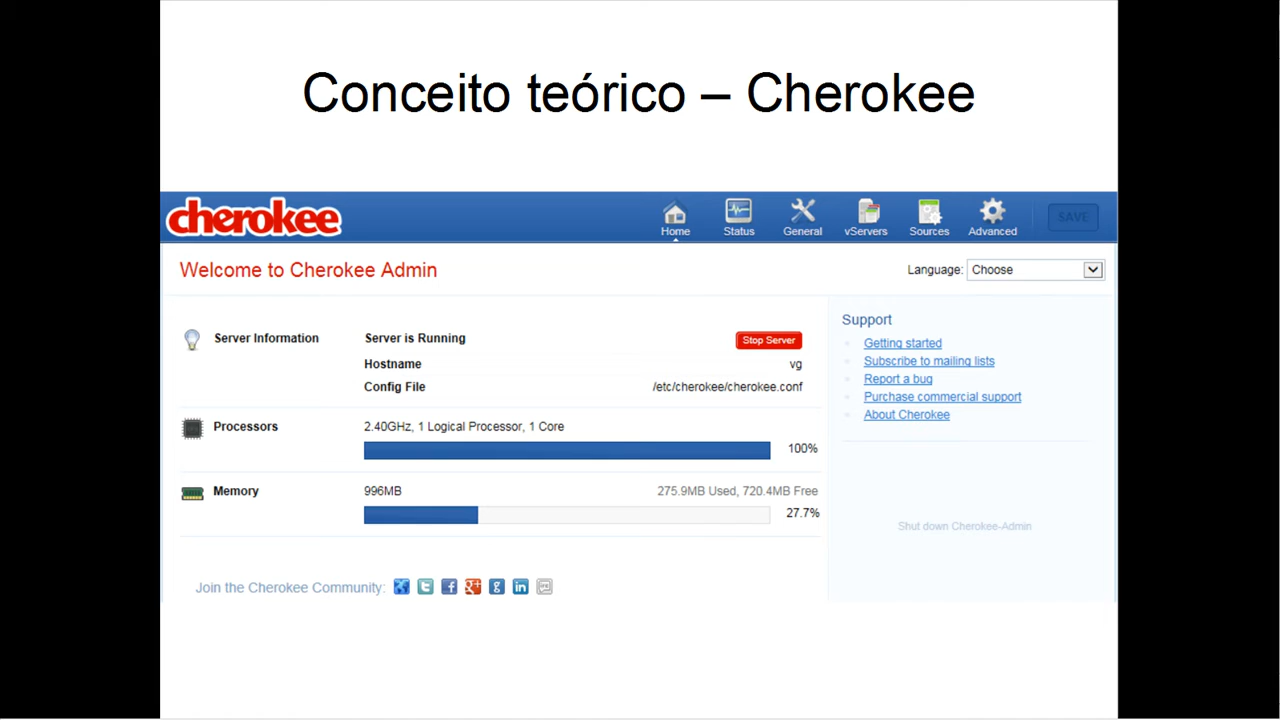 Conceito teórico – Cherokee
cherokee
Home
Status
General
vServers
Sources
Advanced
SAVE
Welcome to Cherokee Admin
Language: Choose
Server Information
Server is Running
Stop Server
Hostname
vg
Config File
/etc/cherokee/cherokee.conf
Processors
2.40GHz, 1 Logical Processor, 1 Core
100%
Memory
996MB
275.9MB Used, 720.4MB Free
27.7%
Join the Cherokee Community:
Support
Getting started
Subscribe to mailing lists
Report a bug
Purchase commercial support
About Cherokee
Shut down Cherokee-Admin